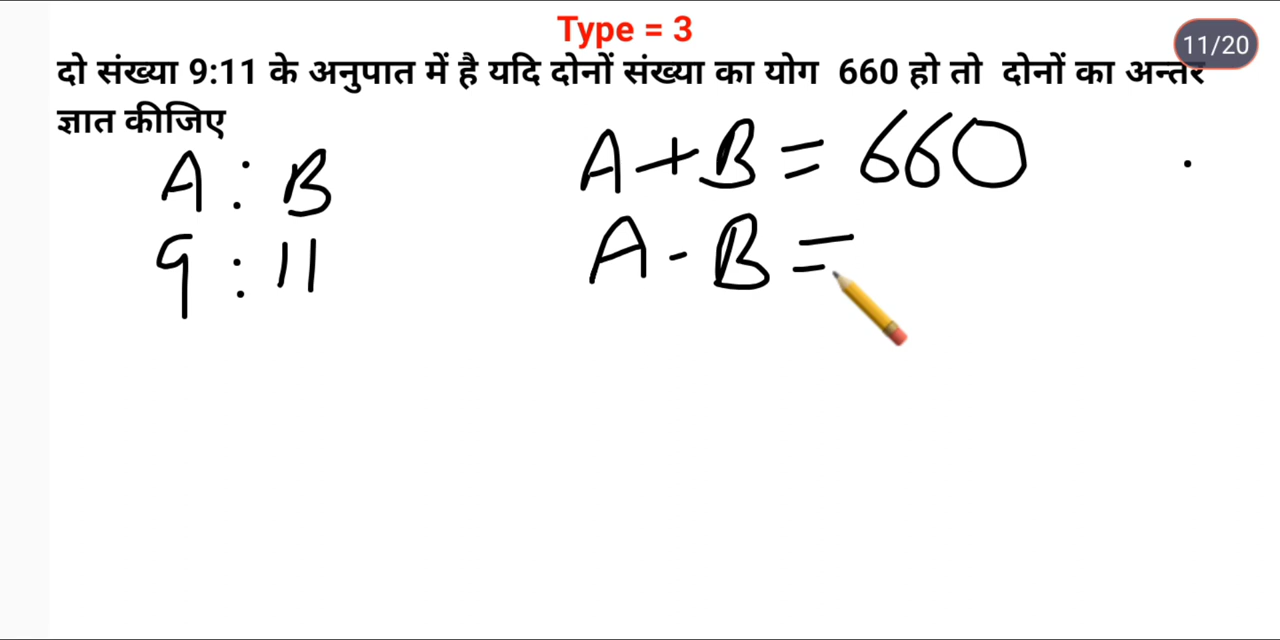 Type = 3
11/20
दो संख्या 9:11 के अनुपात में है यदि दोनों संख्या का योग 660 हो तो दोनों का अन्तर
ज्ञात कीजिए
A : B
9 : 11
A+B = 660
A-B =